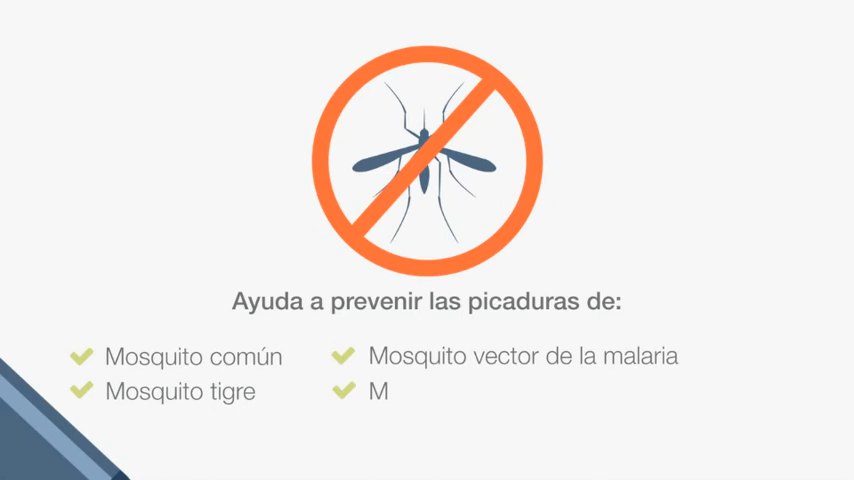 Ayuda a prevenir las picaduras de:
Mosquito común
Mosquito tigre
Mosquito vector de la malaria
M